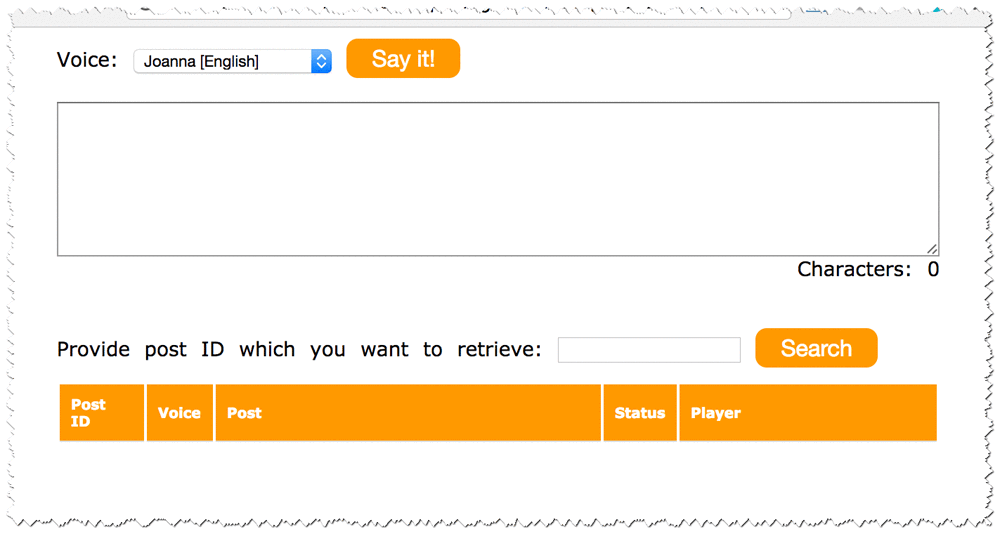 Voice: Joanna [English] Say it!
Characters: 0
Provide post ID which you want to retrieve: Search
Post ID Voice Post Status Player